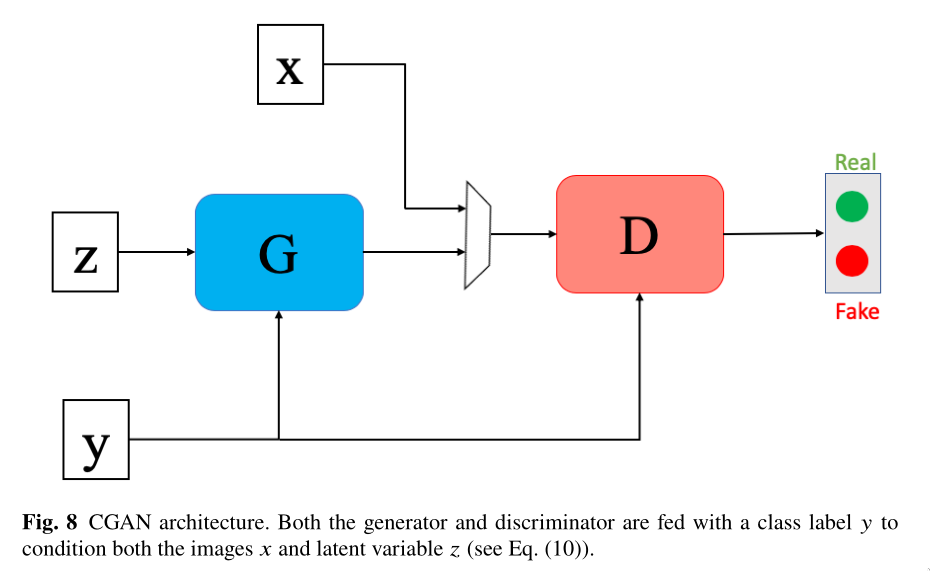 x
Real
z
G
D
Fake
y
Fig. 8 CGAN architecture. Both the generator and discriminator are fed with a class label y to
condition both the images x and latent variable z (see Eq. (10)).